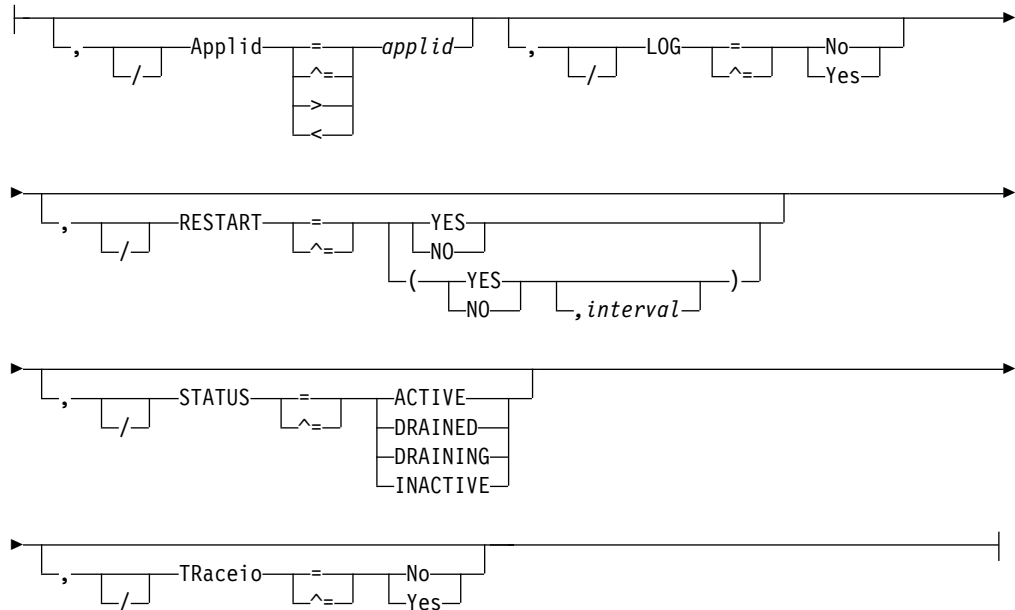 , / Applid = applid , / LOG = No
^= ^= Yes
>
<
, / RESTART = YES
^= NO
( YES )
NO ,interval
, / STATUS = ACTIVE
^= DRAINED
DRAINING
INACTIVE
, / TRaceio = No
^= Yes